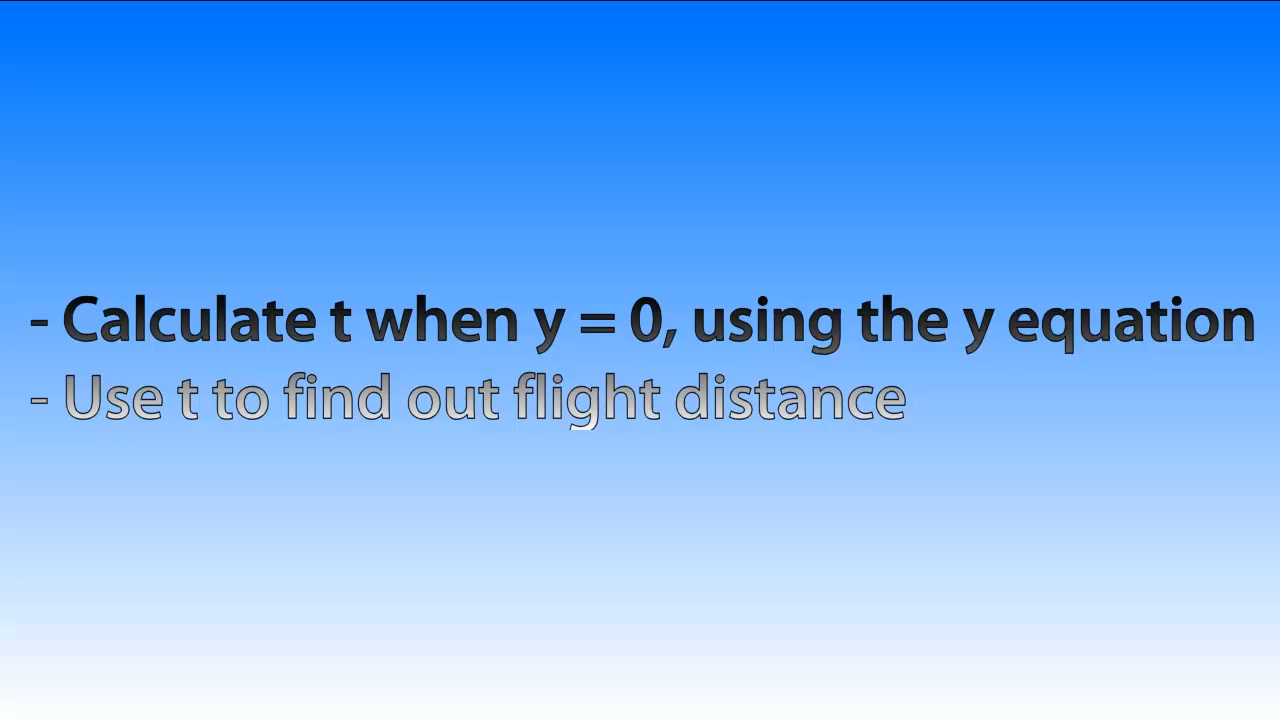 - Calculate t when y = 0, using the y equation
- Use t to find out flight distance